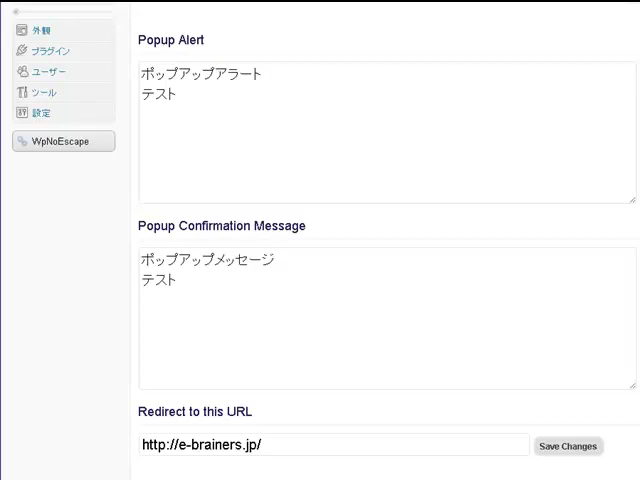 外観
プラグイン
ユーザー
ツール
設定
WpNoEscape
Popup Alert
ポップアップアラート
テスト
Popup Confirmation Message
ポップアップメッセージ
テスト
Redirect to this URL
http://e-brainers.jp/
Save Changes